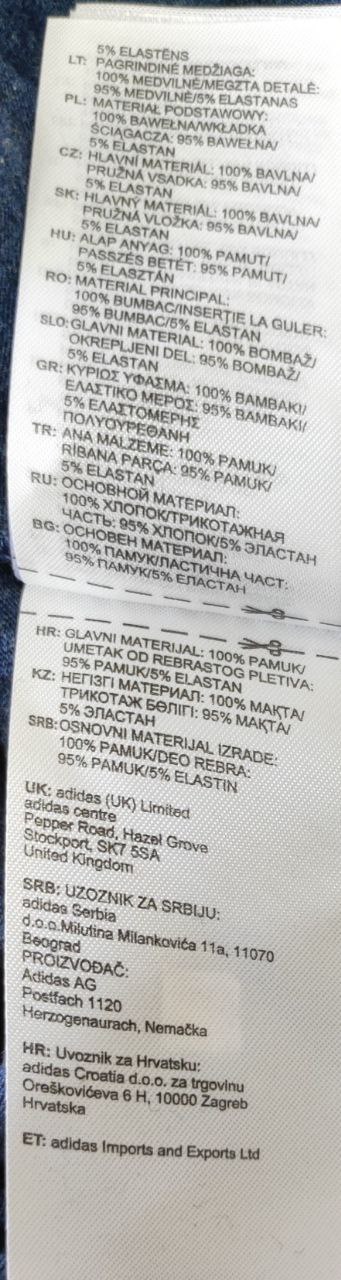 5% ELASTĒNS
LT: PAGRINDINĖ MEDŽIAGA:
100% MEDVILNĖ/MEGZTA DETALĖ:
95% MEDVILNĖ/5% ELASTANAS
PL: MATERIAŁ PODSTAWOWY:
100% BAWEŁNA/WKŁADKA
ŚCIĄGACZA: 95% BAWEŁNA/
5% ELASTAN
CZ: HLAVNÍ MATERIÁL: 100% BAVLNA/
PRUŽNÁ VSADKA: 95% BAVLNA/
5% ELASTAN
SK: HLAVNÝ MATERIÁL: 100% BAVLNA/
PRUŽNÁ VLOŽKA: 95% BAVLNA/
5% ELASTAN
HU: ALAP ANYAG: 100% PAMUT/
PASSZÉS BETÉT: 95% PAMUT/
5% ELASZTÁN
RO: MATERIAL PRINCIPAL:
100% BUMBAC/INSERȚIE LA GULER:
95% BUMBAC/5% ELASTAN
SLO: GLAVNI MATERIAL: 100% BOMBAŽ/
OKREPLJENI DEL: 95% BOMBAŽ/
5% ELASTAN
GR: ΚΥΡΙΟΣ ΥΦΑΣΜΑ: 100% ΒΑΜΒΑΚΙ/
ΕΛΑΣΤΙΚΟ ΜΕΡΟΣ: 95% ΒΑΜΒΑΚΙ/
5% ΕΛΑΣΤΟΜΕΡΗΣ
ΠΟΛΥΟΥΡΕΘΑΝΗ
TR: ANA MALZEME: 100% PAMUK/
RİBANA PARÇA: 95% PAMUK/
5% ELASTAN
RU: ОСНОВНОЙ МАТЕРИАЛ:
100% ХЛОПОК/ТРИКОТАЖНАЯ
ЧАСТЬ: 95% ХЛОПОК/5% ЭЛАСТАН
BG: ОСНОВЕН МАТЕРИАЛ:
100% ПАМУК/ЛАСТИЧНА ЧАСТ:
95% ПАМУК/5% ЕЛАСТАН
HR: GLAVNI MATERIJAL: 100% PAMUK/
UMETAK OD REBRASTOG PLETIVA:
95% PAMUK/5% ELASTAN
KZ: НЕГІЗГІ МАТЕРИАЛ: 100% МАҚТА/
ТРИКОТАЖ БӨЛІГІ: 95% МАҚТА/
5% ЭЛАСТАН
SRB: OSNOVNI MATERIJAL IZRADE:
100% PAMUK/DEO REBRA:
95% PAMUK/5% ELASTIN
UK: adidas (UK) Limited
adidas centre
Pepper Road, Hazel Grove
Stockport, SK7 5SA
United Kingdom
SRB: UZOZNIK ZA SRBIJU:
adidas Serbia
d.o.o.Milutina Milankovića 11a, 11070
Beograd
PROIZVOĐAČ:
Adidas AG
Postfach 1120
Herzogenaurach, Nemačka
HR: Uvoznik za Hrvatsku:
adidas Croatia d.o.o. za trgovinu
Oreškovićeva 6 H, 10000 Zagreb
Hrvatska
ET: adidas Imports and Exports Ltd